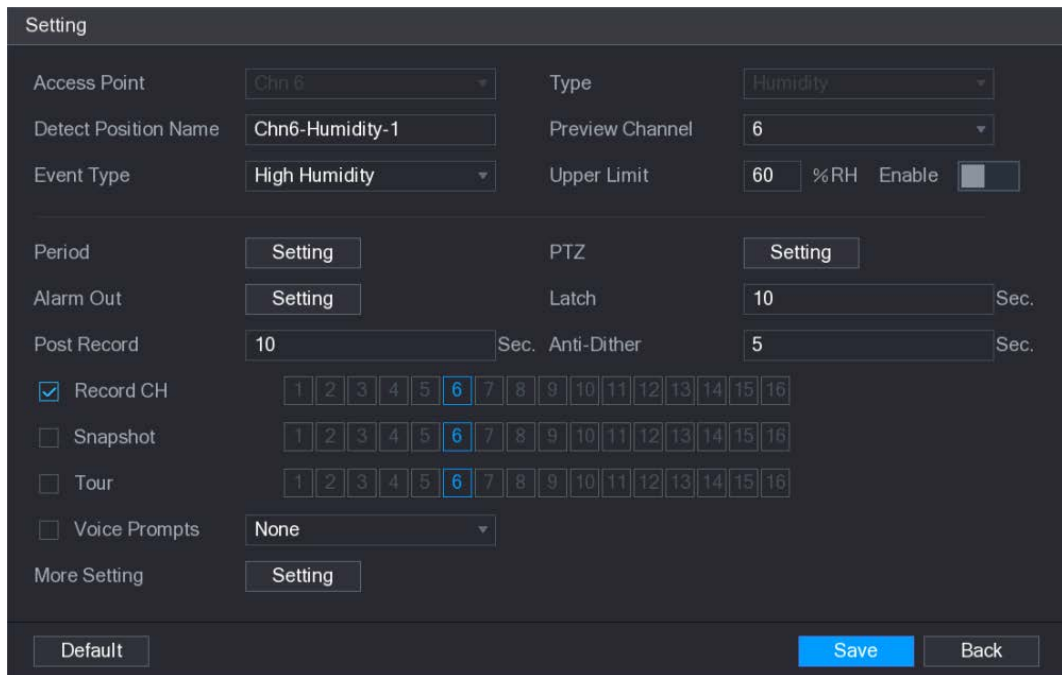 Setting
Access Point Chn 6 Type Humidity
Detect Position Name Chn6-Humidity-1 Preview Channel 6
Event Type High Humidity Upper Limit 60 %RH Enable
Period Setting PTZ Setting
Alarm Out Setting Latch 10 Sec.
Post Record 10 Sec. Anti-Dither 5 Sec.
Record CH 1 2 3 4 5 6 7 8 9 10 11 12 13 14 15 16
Snapshot 1 2 3 4 5 6 7 8 9 10 11 12 13 14 15 16
Tour 1 2 3 4 5 6 7 8 9 10 11 12 13 14 15 16
Voice Prompts None
More Setting Setting
Default Save Back